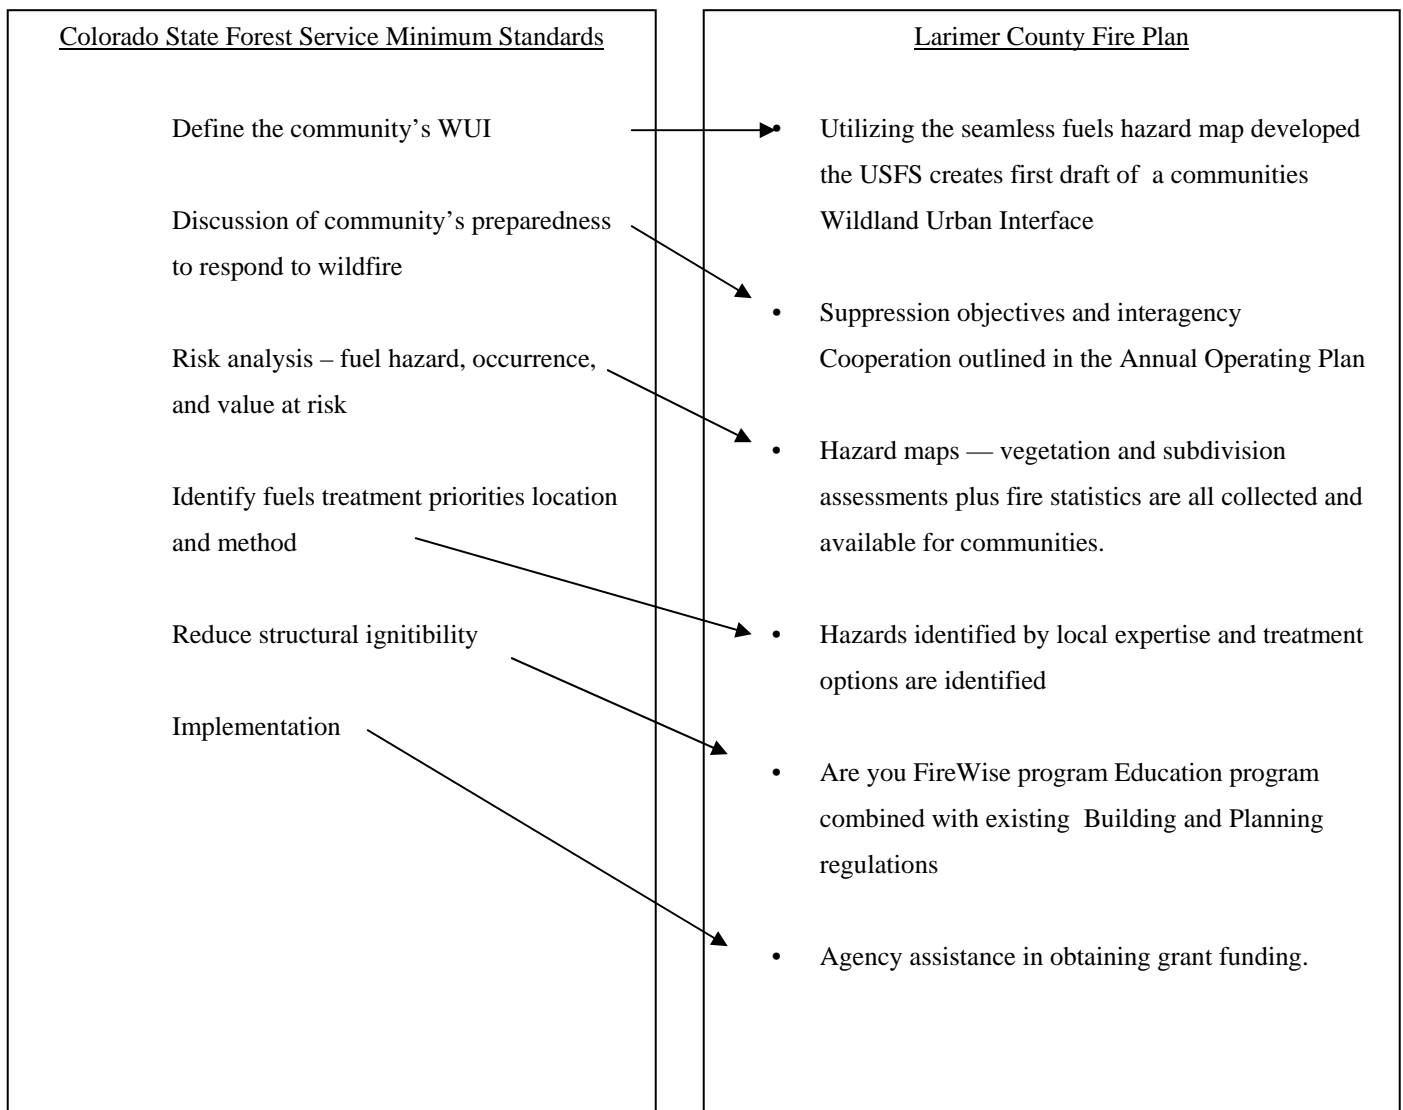 Colorado State Forest Service Minimum Standards
Define the community’s WUI
Discussion of community’s preparedness
to respond to wildfire
Risk analysis – fuel hazard, occurrence,
and value at risk
Identify fuels treatment priorities location
and method
Reduce structural ignitibility
Implementation
Larimer County Fire Plan
• Utilizing the seamless fuels hazard map developed
the USFS creates first draft of a communities
Wildland Urban Interface
• Suppression objectives and interagency
Cooperation outlined in the Annual Operating Plan
• Hazard maps — vegetation and subdivision
assessments plus fire statistics are all collected and
available for communities.
• Hazards identified by local expertise and treatment
options are identified
• Are you FireWise program Education program
combined with existing Building and Planning
regulations
• Agency assistance in obtaining grant funding.